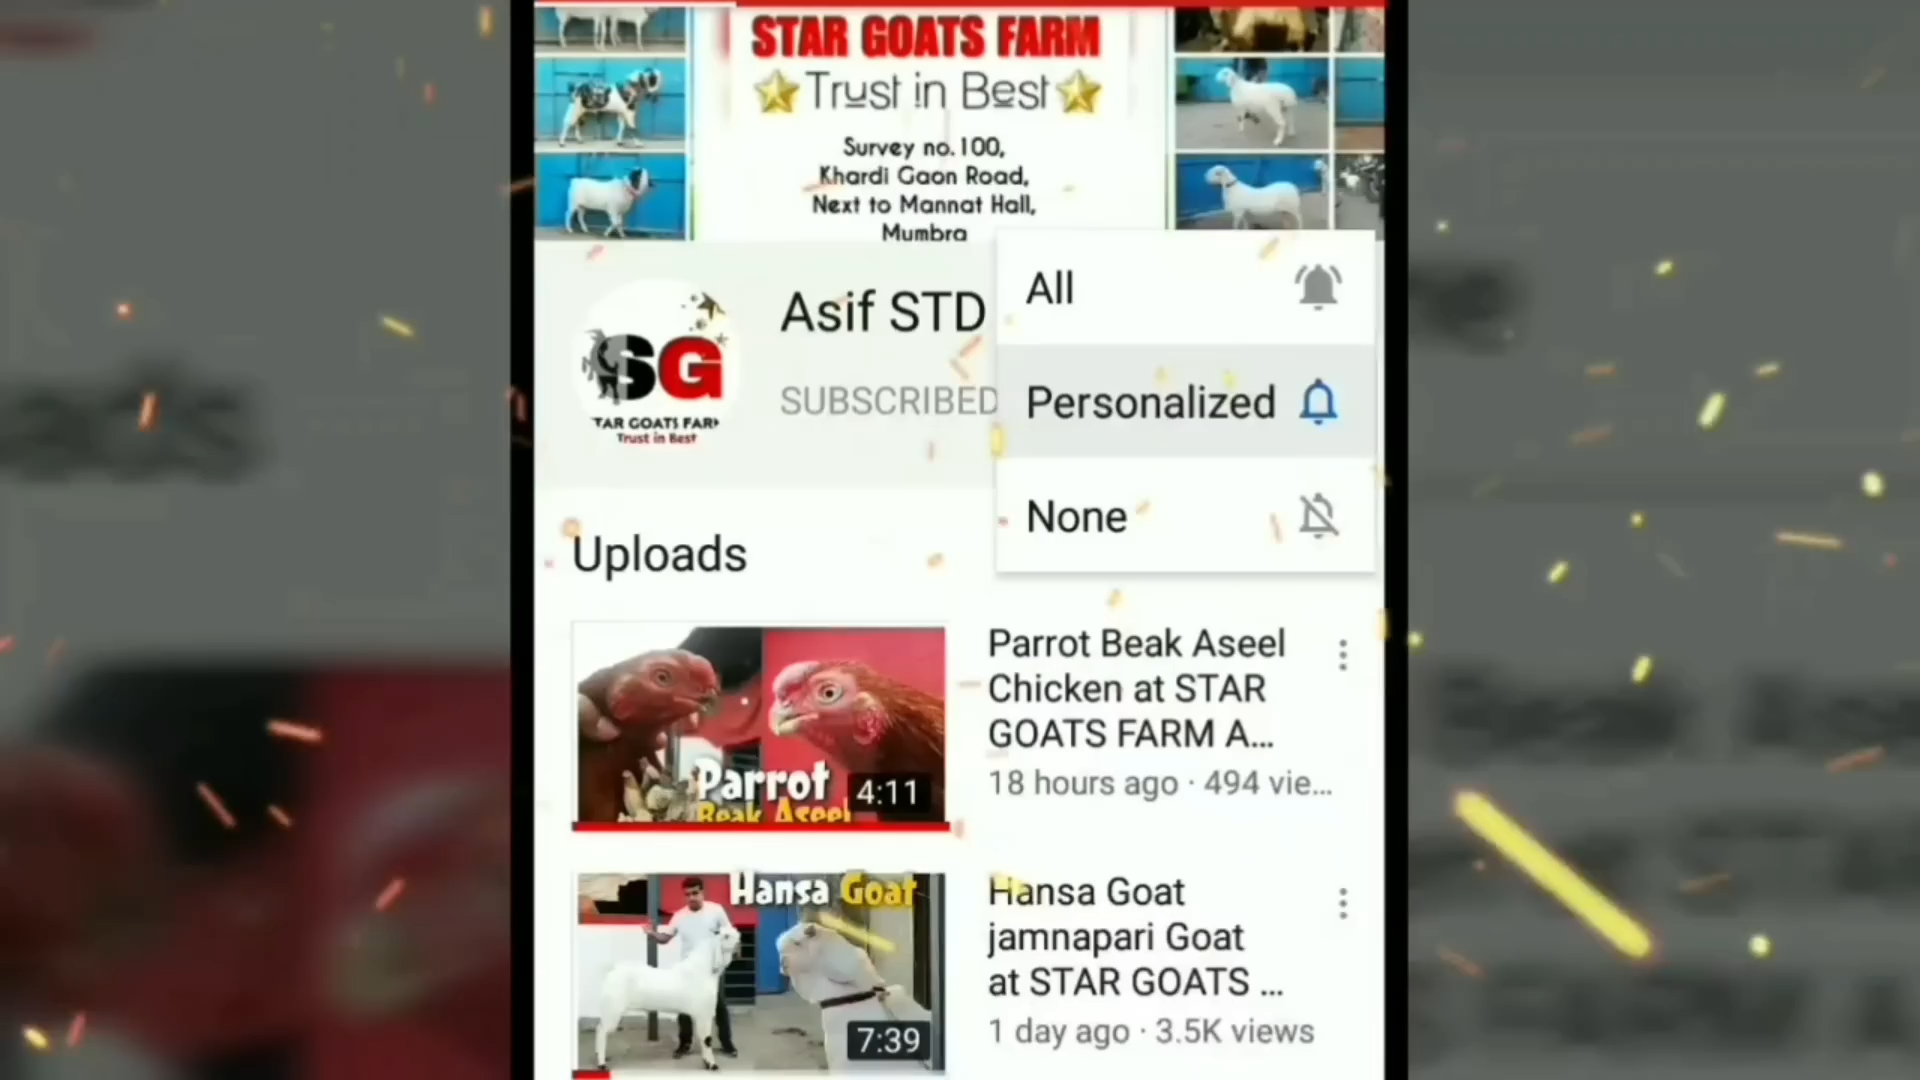 STAR GOATS FARM
Trust in Best
Survey no.100,
Khardi Gaon Road,
Next to Mannat Hall,
Mumbra
All
Asif STD
Personalized
SUBSCRIBED
SG
TAR GOATS FAR
Trust in Best
None
Uploads
Parrot Beak Aseel
Chicken at STAR
GOATS FARM A...
18 hours ago · 494 vie...
Parrot
Beak Aseel
4:11
Hansa Goat
Hansa Goat
jamnapari Goat
at STAR GOATS ...
1 day ago · 3.5K views
7:39